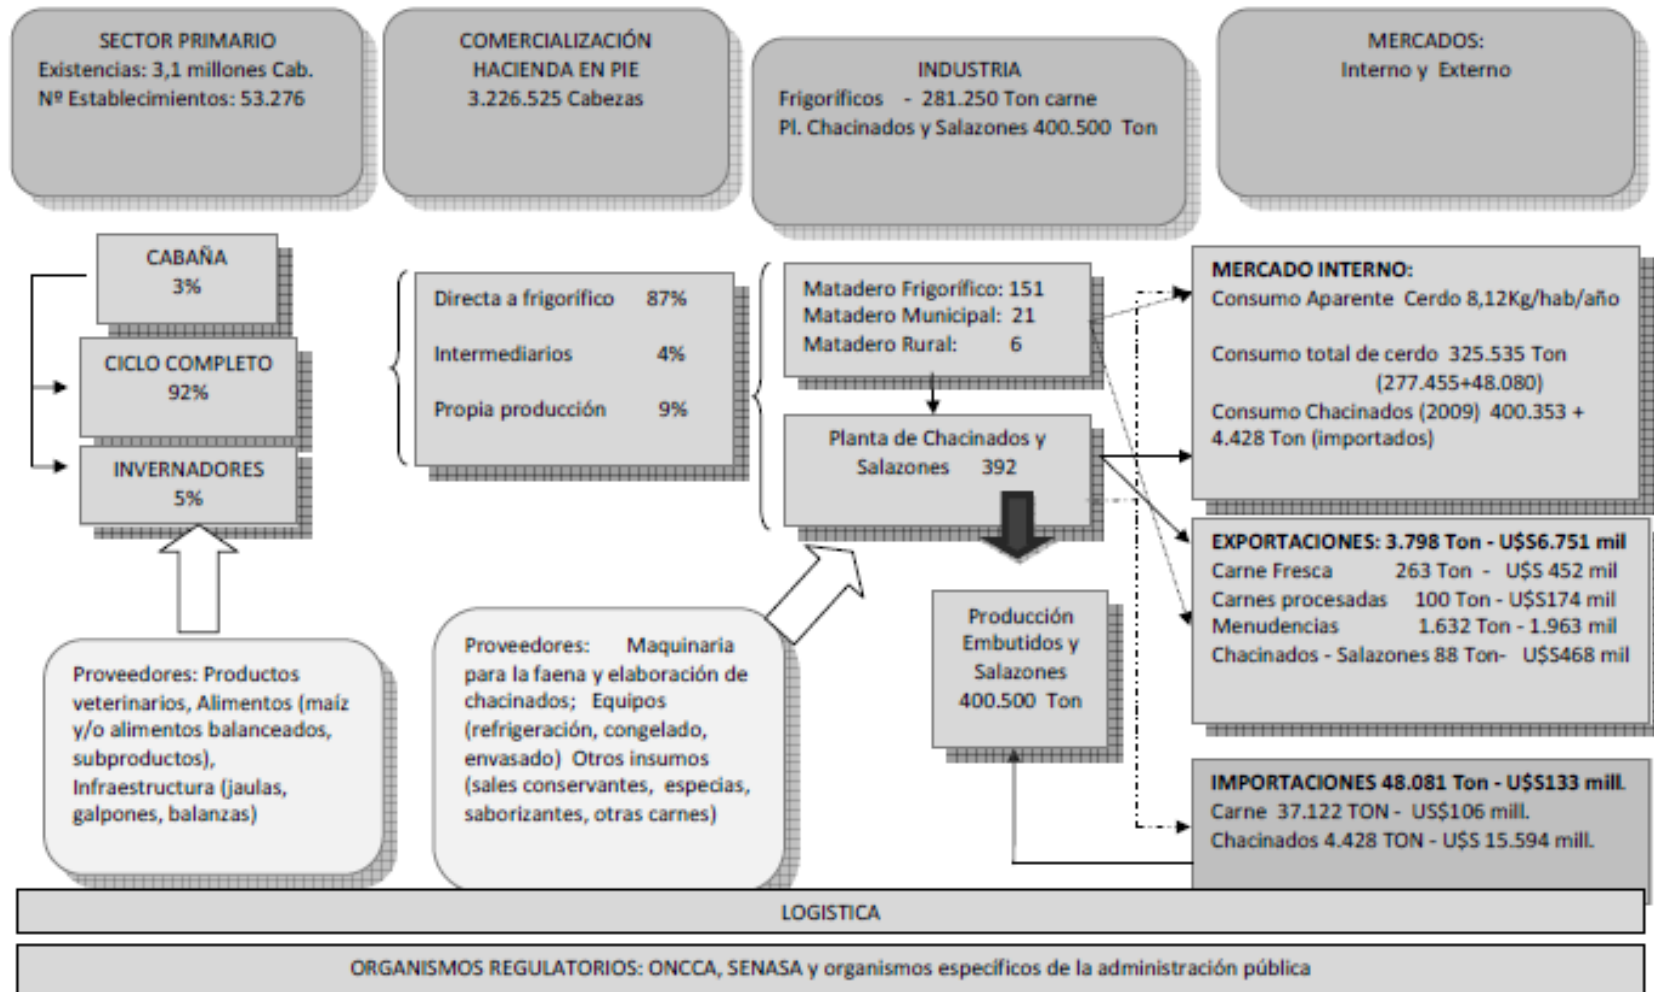 SECTOR PRIMARIO
Existencias: 3,1 millones Cab.
Nº Establecimientos: 53.276
COMERCIALIZACIÓN
HACIENDA EN PIE
3.226.525 Cabezas
INDUSTRIA
Frigoríficos - 281.250 Ton carne
Pl. Chacinados y Salazones 400.500 Ton
MERCADOS:
Interno y Externo
CABAÑA
3%
CICLO COMPLETO
92%
INVERNADORES
5%
Directa a frigorífico 87%
Intermediarios 4%
Propia producción 9%
Matadero Frigorífico: 151
Matadero Municipal: 21
Matadero Rural: 6
Planta de Chacinados y
Salazones 392
MERCADO INTERNO:
Consumo Aparente Cerdo 8,12Kg/hab/año
Consumo total de cerdo 325.535 Ton
(277.455+48.080)
Consumo Chacinados (2009) 400.353 +
4.428 Ton (importados)
EXPORTACIONES: 3.798 Ton - U$S6.751 mil
Carne Fresca 263 Ton - U$S 452 mil
Carnes procesadas 100 Ton - U$S174 mil
Menudencias 1.632 Ton - 1.963 mil
Chacinados - Salazones 88 Ton- U$S468 mil
Proveedores: Productos
veterinarios, Alimentos (maíz
y/o alimentos balanceados,
subproductos),
Infraestructura (jaulas,
galpones, balanzas)
Proveedores: Maquinaria
para la faena y elaboración de
chacinados; Equipos
(refrigeración, congelado,
envasado) Otros insumos
(sales conservantes, especias,
saborizantes, otras carnes)
Producción
Embutidos y
Salazones
400.500 Ton
IMPORTACIONES 48.081 Ton - U$S133 mill.
Carne 37.122 TON - US$106 mill.
Chacinados 4.428 TON - U$S 15.594 mill.
LOGISTICA
ORGANISMOS REGULATORIOS: ONCCA, SENASA y organismos específicos de la administración pública